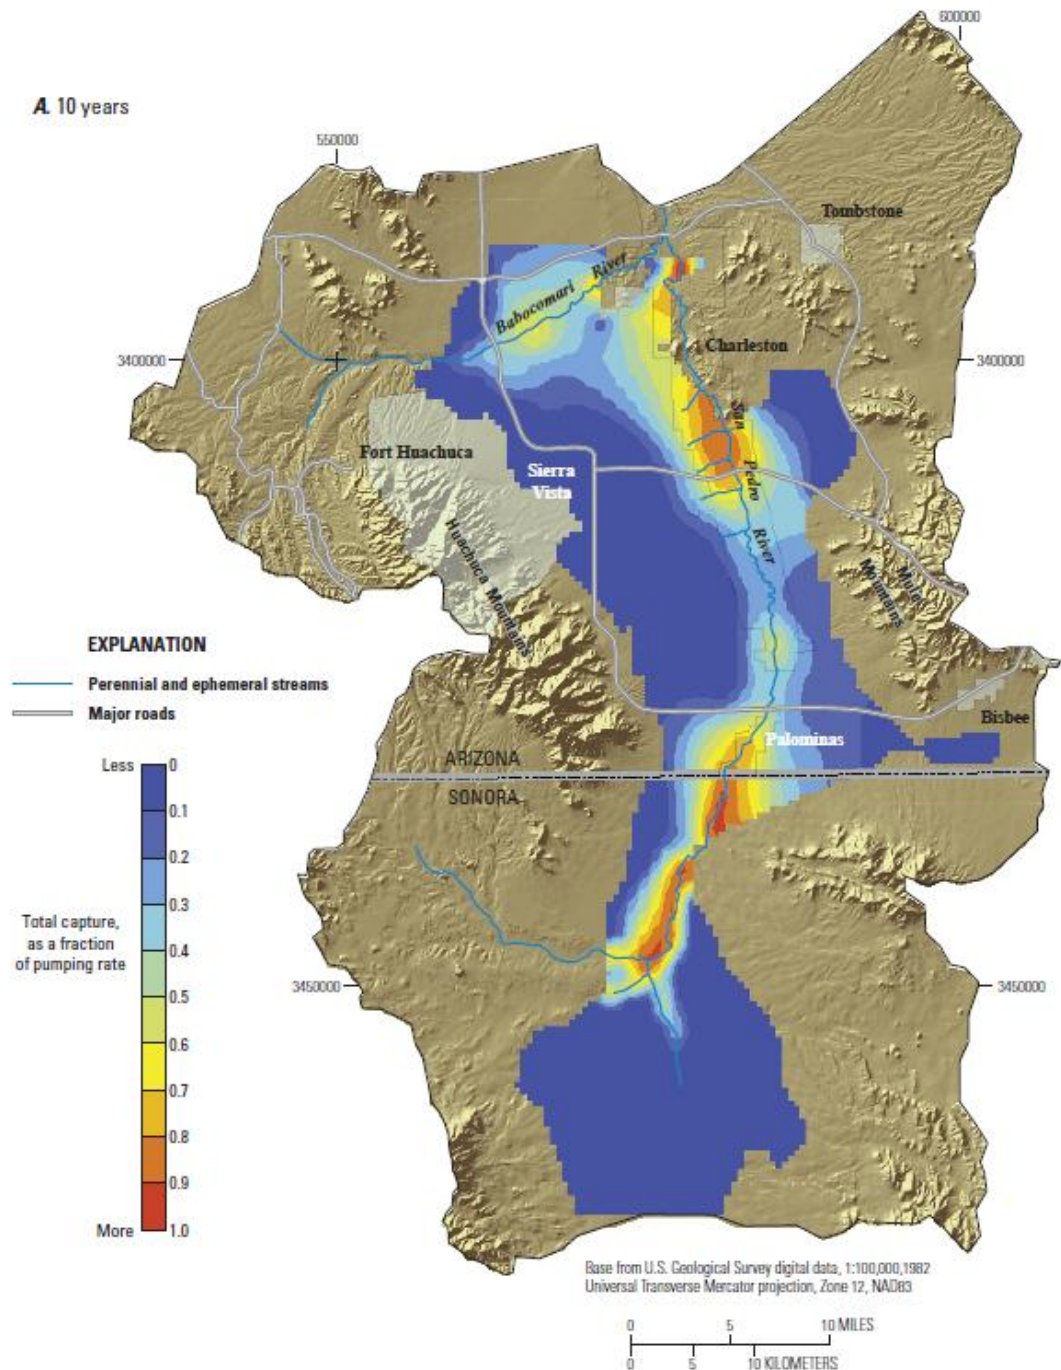 600000
A. 10 years
550000
Tombstone
Babocomari River
3400000
Charleston
3400000
San Pedro River
Fort Huachuca
Sierra
Vista
Huachuca Mountains
Mule
Mountains
EXPLANATION
Perennial and ephemeral streams
Major roads
Bisbee
Palominas
ARIZONA
SONORA
Less
0
0.1
0.2
0.3
Total capture,
as a fraction
of pumping rate
0.4
0.5
0.6
0.7
0.8
0.9
More
1.0
3450000
3450000
Base from U.S. Geological Survey digital data, 1:100,000,1982
Universal Transverse Mercator projection, Zone 12, NAD83
0 5 10 MILES
0 5 10 KILOMETERS